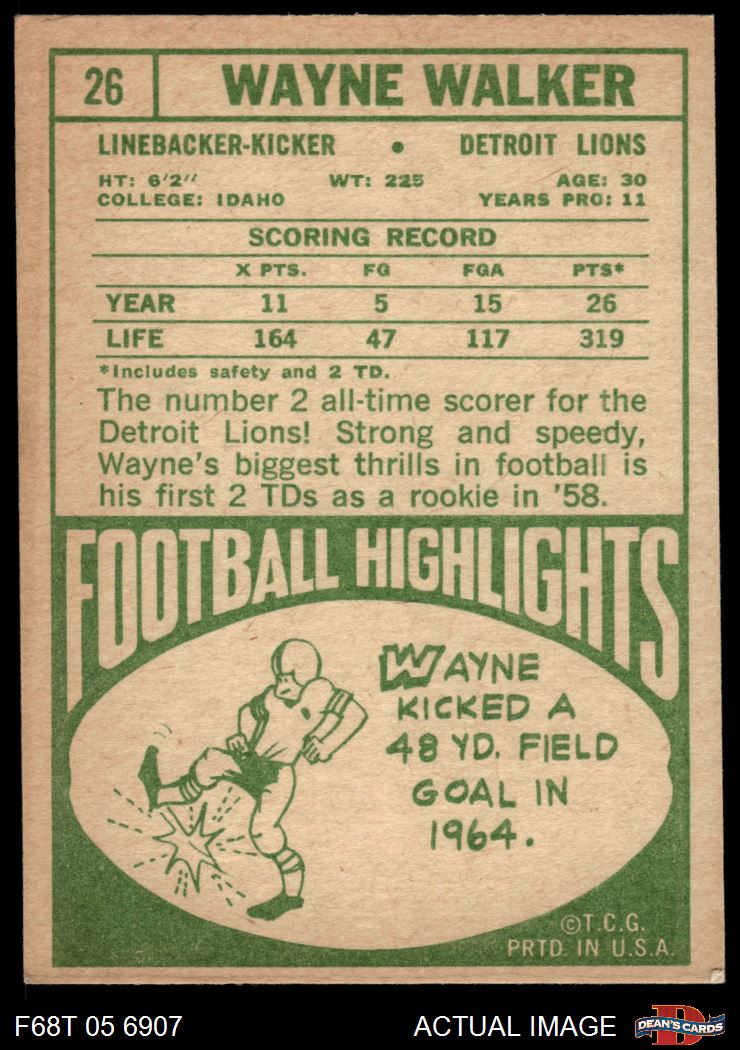 26 WAYNE WALKER
LINEBACKER-KICKER • DETROIT LIONS
HT: 6'2" WT: 225 AGE: 30
COLLEGE: IDAHO YEARS PRO: 11
SCORING RECORD
X PTS. FG FGA PTS*
YEAR 11 5 15 26
LIFE 164 47 117 319
*Includes safety and 2 TD.
The number 2 all-time scorer for the
Detroit Lions! Strong and speedy,
Wayne's biggest thrills in football is
his first 2 TDs as a rookie in '58.
FOOTBALL HIGHLIGHTS
WAYNE
KICKED A
48 YD. FIELD
GOAL IN
1964.
©T.C.G.
PRTD. IN U.S.A.
F68T 05 6907 ACTUAL IMAGE D DEAN'S CARDS